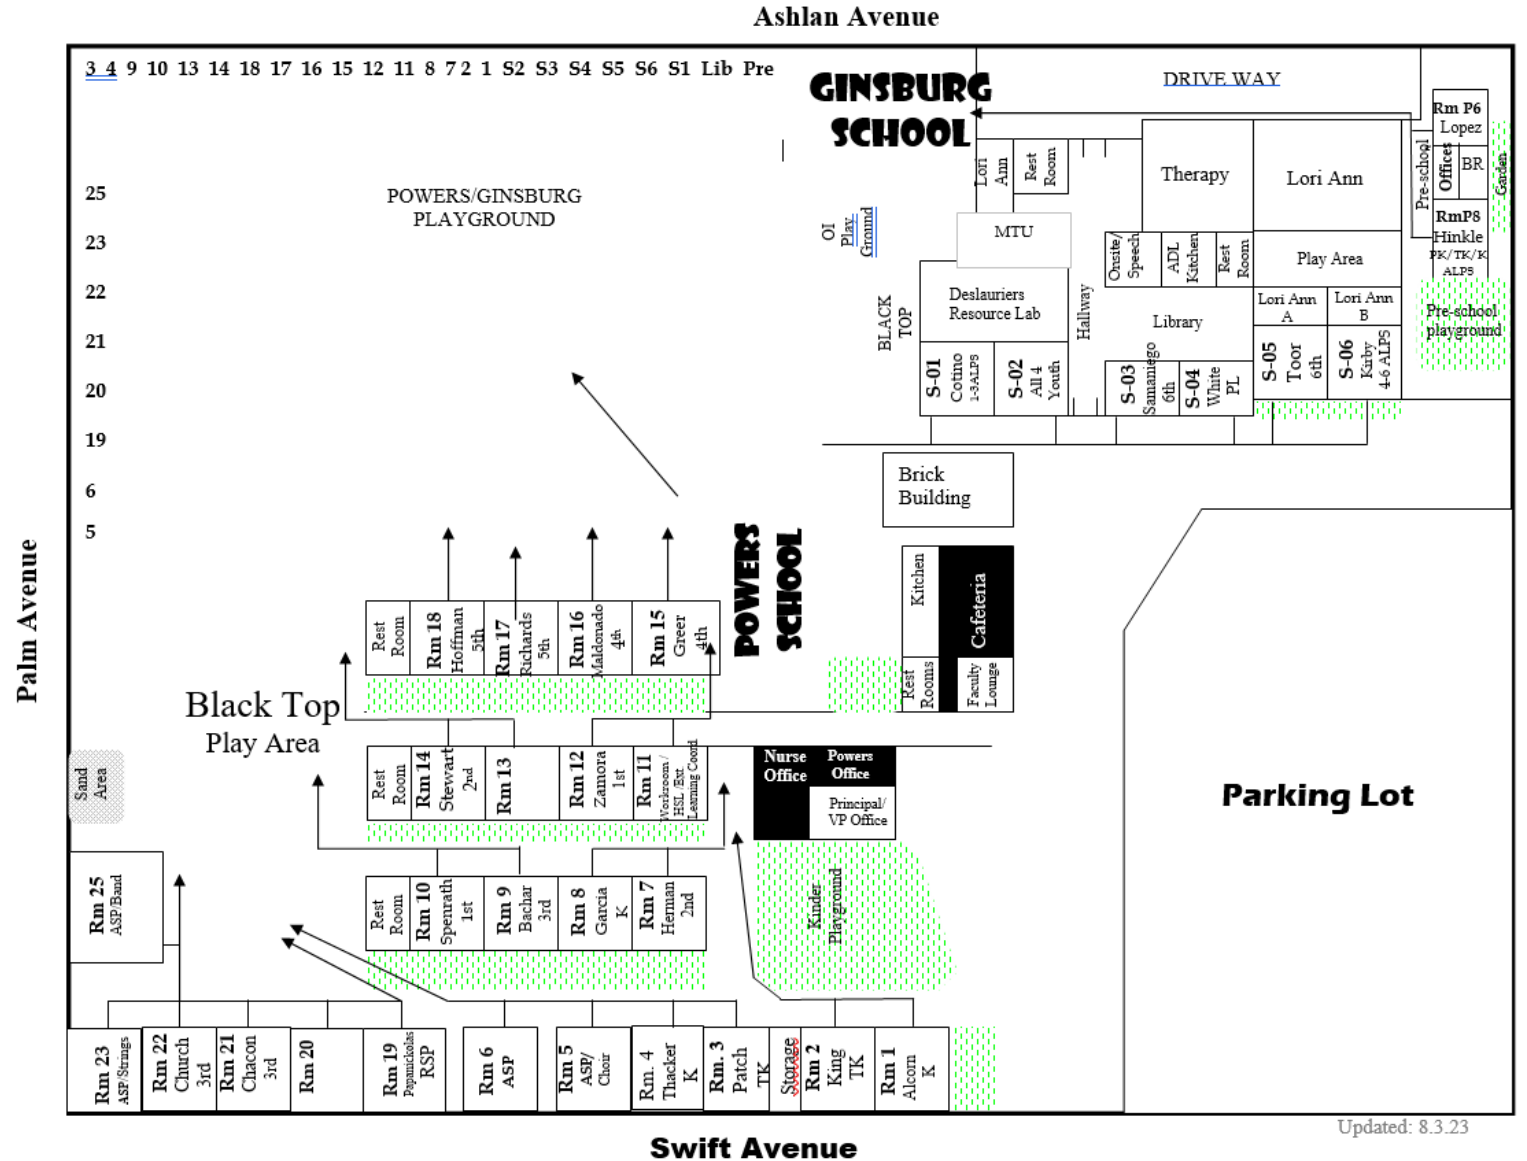 Ashlan Avenue
3 4 9 10 13 14 18 17 16 15 12 11 8 7 2 1 S2 S3 S4 S5 S6 S1 Lib Pre
GINSBURG
SCHOOL
DRIVE WAY
Rm P6
Lopez
Offices
BR
Pre-school
Garden
RmP8
Hinkle
PK/TK/K
ALPS
Pre-school
playground
Lori
Ann
Rest
Room
Therapy
Lori Ann
MTU
Onsite/
Speech
ADL
Kitchen
Rest
Room
Play Area
OI
Play
Ground
BLACK
TOP
Deslauriers
Resource Lab
Hallway
Library
Lori Ann
A
Lori Ann
B
S-01
Cotino
1-3ALPS
S-02
All 4
Youth
S-03
Samaniego
6th
S-04
White
PL
S-05
Toor
6th
S-06
Kirby
4-6 ALPS
25
23
22
21
20
19
6
5
POWERS/GINSBURG
PLAYGROUND
Brick
Building
Kitchen
Cafeteria
Rest
Rooms
Faculty
Lounge
POWERS
SCHOOL
Palm Avenue
Rest
Room
Rm 18
Hoffman
5th
Rm 17
Richards
5th
Rm 16
Maldonado
4th
Rm 15
Greer
4th
Black Top
Play Area
Sand
Area
Rest
Room
Rm 14
Stewart
2nd
Rm 13
Rm 12
Zamora
1st
Rm 11
Workroom /
HSL /Ext.
Learning Coord.
Nurse
Office
Powers
Office
Principal/
VP Office
Parking Lot
Rm 25
ASP/Band
Rest
Room
Rm 10
Spenrath
1st
Rm 9
Bachar
3rd
Rm 8
Garcia
K
Rm 7
Herman
2nd
Kinder
Playground
Rm 23
ASP/Strings
Rm 22
Church
3rd
Rm 21
Chacon
3rd
Rm 20
Rm 19
Papanickolas
RSP
Rm 6
ASP
Rm 5
ASP/
Choir
Rm. 4
Thacker
K
Rm. 3
Patch
TK
Storage
Rm 2
King
TK
Rm 1
Alcorn
K
Updated: 8.3.23
Swift Avenue